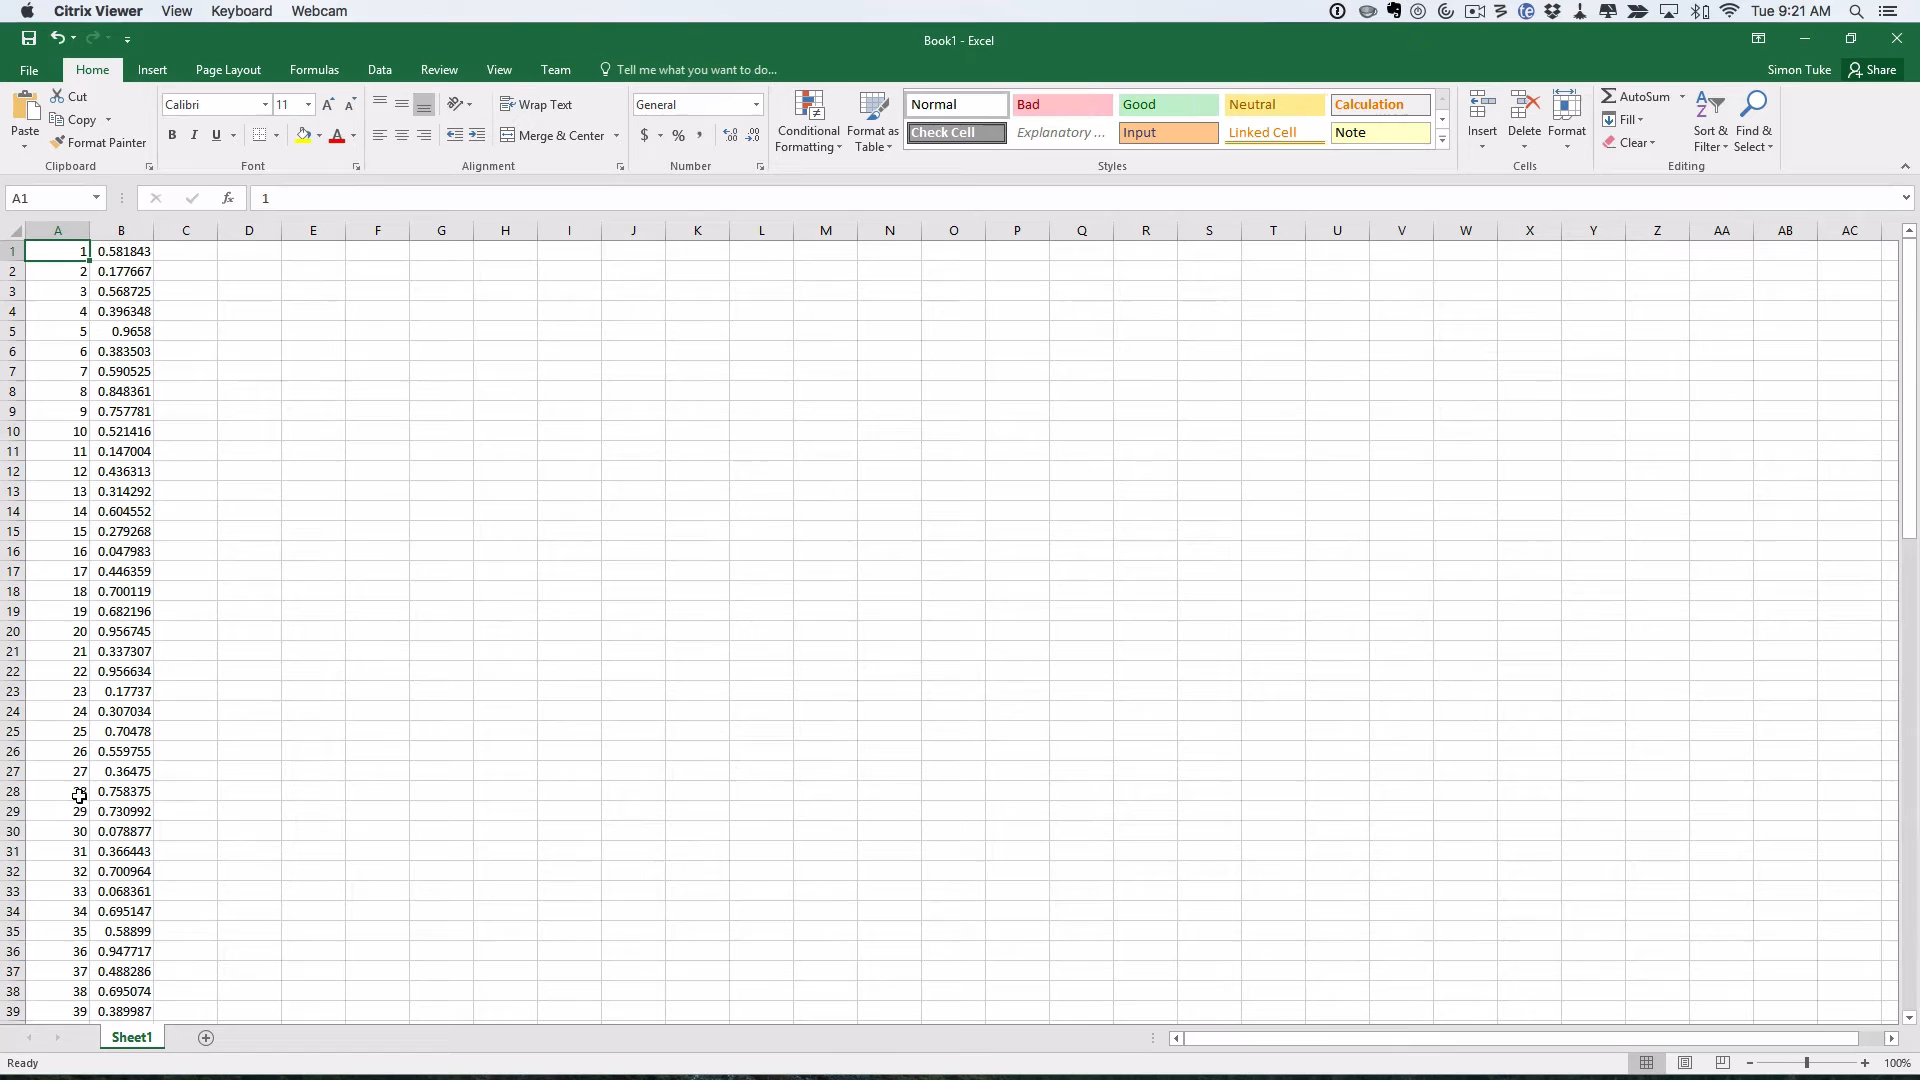 Citrix Viewer View Keyboard Webcam Tue 9:21 AM
Book1 - Excel
File Home Insert Page Layout Formulas Data Review View Team Tell me what you want to do... Simon Tuke Share
Paste Cut Copy Format Painter Clipboard
Calibri 11 B I U A Font
Wrap Text Merge & Center Alignment
General $ % , Number
Conditional Formatting Format as Table
Normal Bad Good Neutral Calculation
Check Cell Explanatory ... Input Linked Cell Note
Styles
Insert Delete Format Cells
AutoSum Fill Clear Sort & Filter Find & Select Editing
A1 fx 1
A B C D E F G H I J K L M N O P Q R S T U V W X Y Z AA AB AC
1 1 0.581843
2 2 0.177667
3 3 0.568725
4 4 0.396348
5 5 0.9658
6 6 0.383503
7 7 0.590525
8 8 0.848361
9 9 0.757781
10 10 0.521416
11 11 0.147004
12 12 0.436313
13 13 0.314292
14 14 0.604552
15 15 0.279268
16 16 0.047983
17 17 0.446359
18 18 0.700119
19 19 0.682196
20 20 0.956745
21 21 0.337307
22 22 0.956634
23 23 0.17737
24 24 0.307034
25 25 0.70478
26 26 0.559755
27 27 0.36475
28 0.758375
29 29 0.730992
30 30 0.078877
31 31 0.366443
32 32 0.700964
33 33 0.068361
34 34 0.695147
35 35 0.58899
36 36 0.947717
37 37 0.488286
38 38 0.695074
39 39 0.389987
Sheet1
Ready 100%